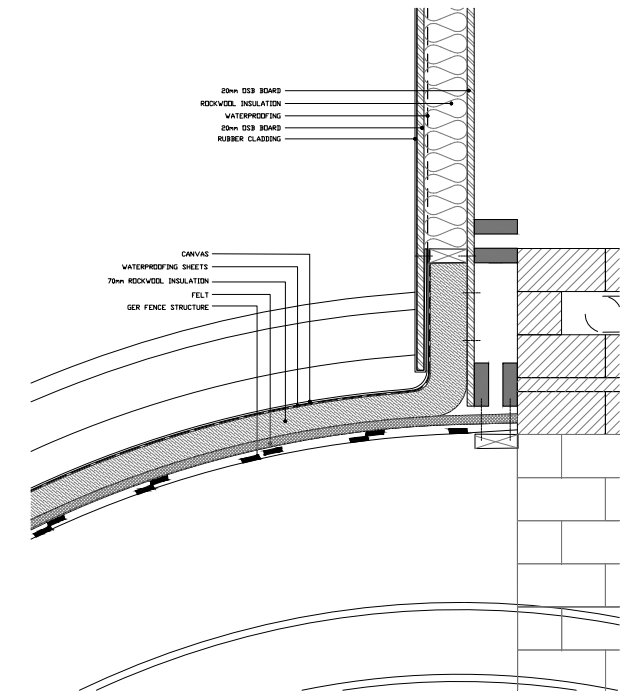 20mm OSB BOARD
ROCKWOOL INSULATION
WATERPROOFING
20mm OSB BOARD
RUBBER CLADDING
CANVAS
WATERPROOFING SHEETS
70mm ROCKWOOL INSULATION
FELT
GER FENCE STRUCTURE